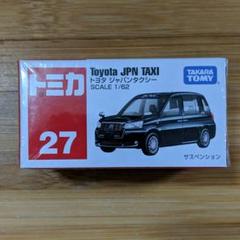 トミカ
Toyota JPN TAXI
トヨタ ジャパンタクシー
SCALE 1/62
TAKARA
TOMY
27
サスペンション